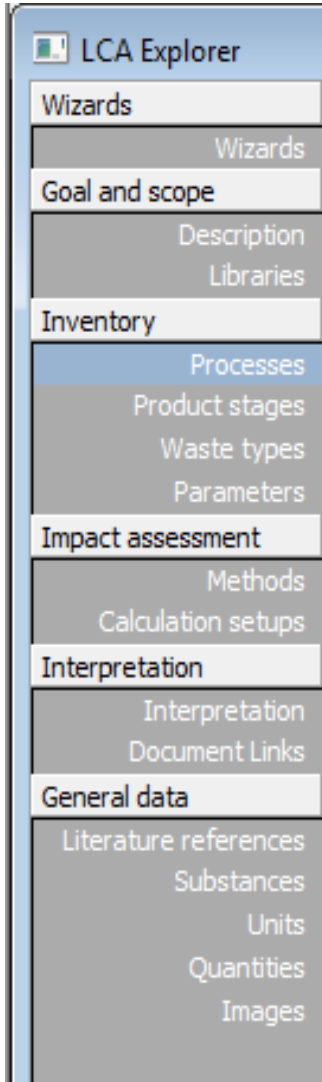 LCA Explorer
Wizards
Wizards
Goal and scope
Description
Libraries
Inventory
Processes
Product stages
Waste types
Parameters
Impact assessment
Methods
Calculation setups
Interpretation
Interpretation
Document Links
General data
Literature references
Substances
Units
Quantities
Images